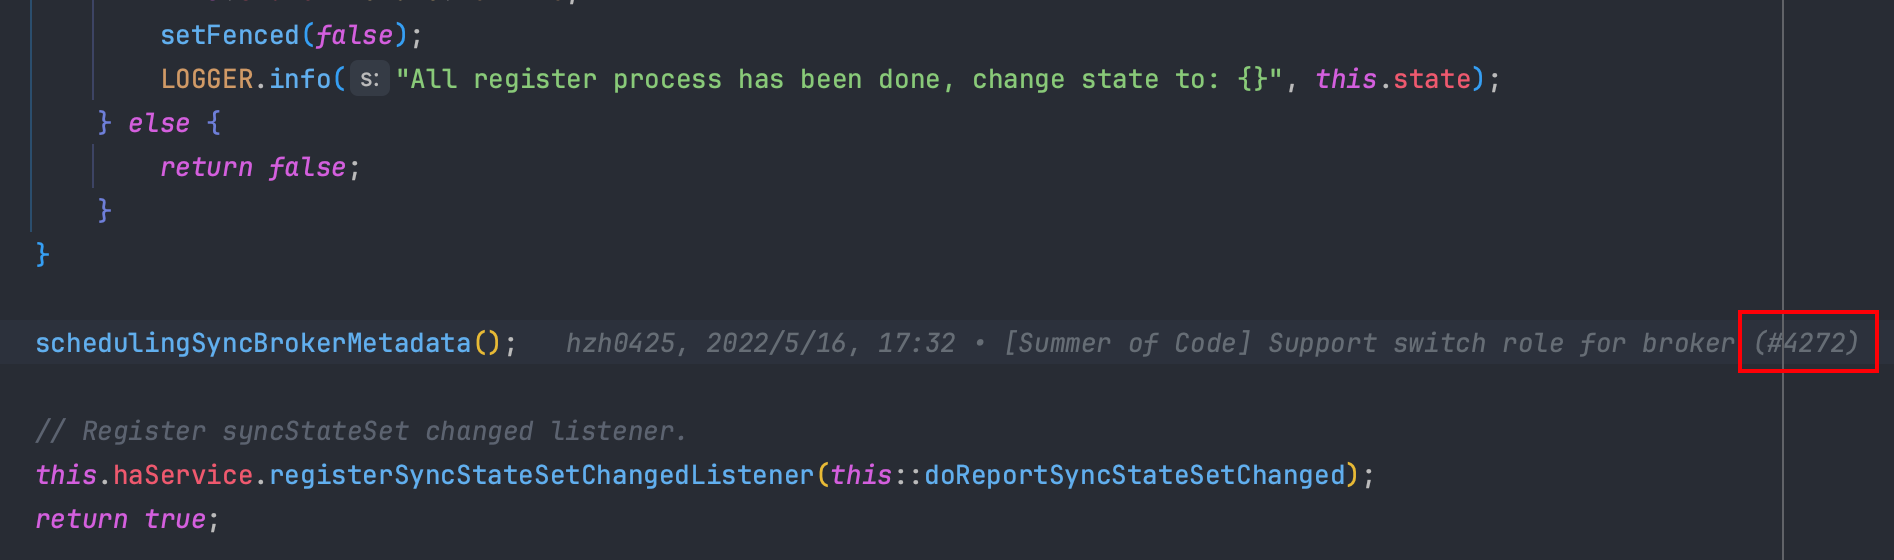 setFenced(false);
LOGGER.info( s: "All register process has been done, change state to: {}", this.state);
} else {
return false;
}
}
schedulingSyncBrokerMetadata(); hzh0425, 2022/5/16, 17:32 • [Summer of Code] Support switch role for broker (#4272)
// Register syncStateSet changed listener.
this.haService.registerSyncStateSetChangedListener(this::doReportSyncStateSetChanged);
return true;